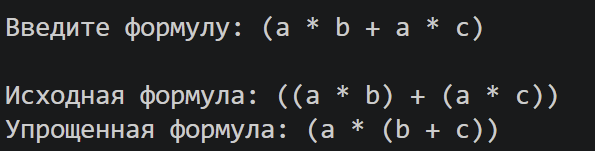 Введите формулу: (a * b + a * c)
Исходная формула: ((a * b) + (a * c))
Упрощенная формула: (a * (b + c))